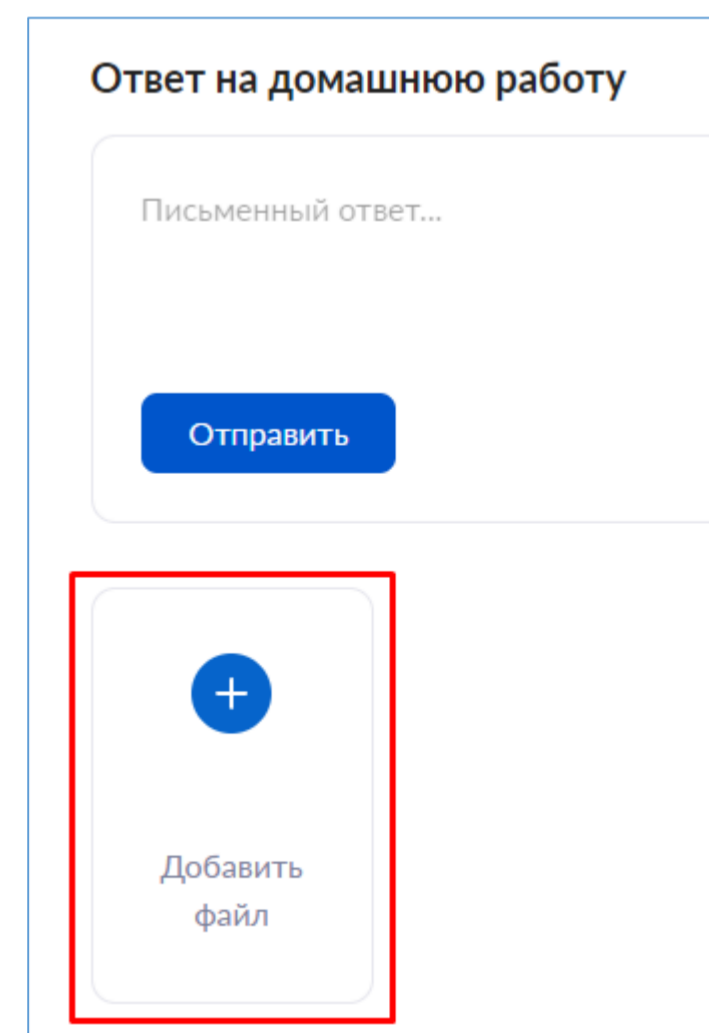 Ответ на домашнюю работу
Письменный ответ...
Отправить
Добавить
файл